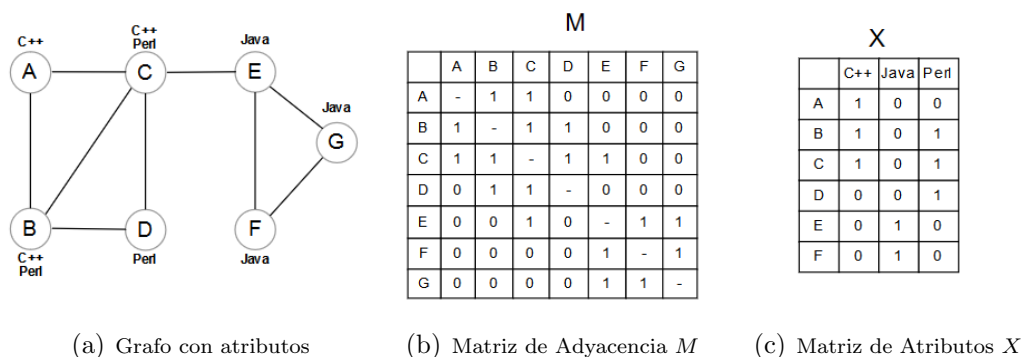 M
X
C++
C++
Perl
Java
A
C
E
Java
G
B
D
F
C++
Perl
Perl
Java
A B C D E F G
A - 1 1 0 0 0 0
B 1 - 1 1 0 0 0
C 1 1 - 1 1 0 0
D 0 1 1 - 0 0 0
E 0 0 1 0 - 1 1
F 0 0 0 0 1 - 1
G 0 0 0 0 1 1 -
C++ Java Perl
A 1 0 0
B 1 0 1
C 1 0 1
D 0 0 1
E 0 1 0
F 0 1 0
(a) Grafo con atributos
(b) Matriz de Adyacencia M
(c) Matriz de Atributos X